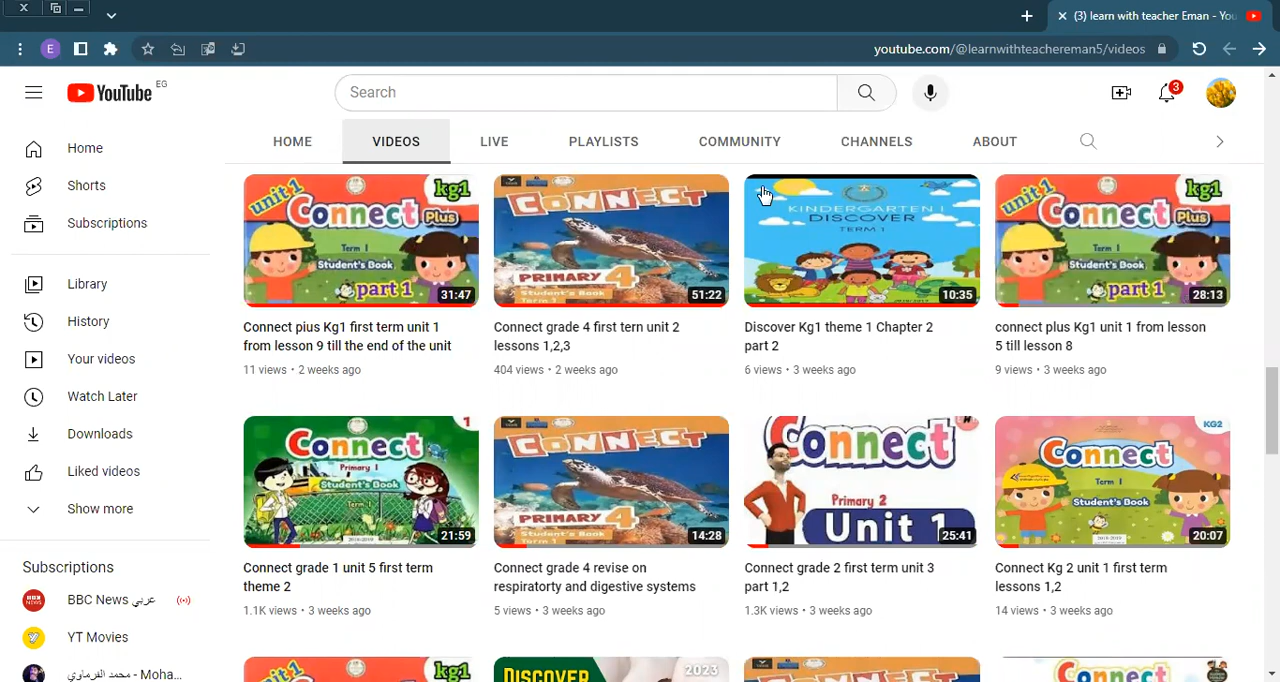 (3) learn with teacher Eman - You
youtube.com/@learnwithteachereman5/videos
E
YouTube EG
Search
3
HOME
VIDEOS
LIVE
PLAYLISTS
COMMUNITY
CHANNELS
ABOUT
Home
Shorts
Subscriptions
Library
History
Your videos
Watch Later
Downloads
Liked videos
Show more
Subscriptions
BBC News عربي
YT Movies
محمد الفرماوي - Moha...
unit 1
kg1
Connect
Plus
Term 1
Student's Book
part 1
31:47
Connect pius Kg1 first term unit 1
from lesson 9 till the end of the unit
11 views • 2 weeks ago
CONNECT
PRIMARY 4
Student's Book
Term 1
51:22
Connect grade 4 first tern unit 2
lessons 1,2,3
404 views • 2 weeks ago
KINDERGARTEN 1
DISCOVER
TERM 1
10:35
Discover Kg1 theme 1 Chapter 2
part 2
6 views • 3 weeks ago
unit 1
kg1
Connect
Plus
Term 1
Student's Book
part 1
28:13
connect plus Kg1 unit 1 from lesson
5 till lesson 8
9 views • 3 weeks ago
1
Connect
Primary 1
Student's Book
2018-2019
21:59
Connect grade 1 unit 5 first term
theme 2
1.1K views • 3 weeks ago
CONNECT
PRIMARY 4
Student's Book
14:28
Connect grade 4 revise on
respiratorty and digestive systems
5 views • 3 weeks ago
Connect
Primary 2
Unit 1
25:41
Connect grade 2 first term unit 3
part 1,2
1.3K views • 3 weeks ago
KG2
Connect
Term 1
Student's Book
2018-2019
20:07
Connect Kg 2 unit 1 first term
lessons 1,2
14 views • 3 weeks ago
unit 1
kg1
Connect
DISCOVER
2023
CONNECT
Connect